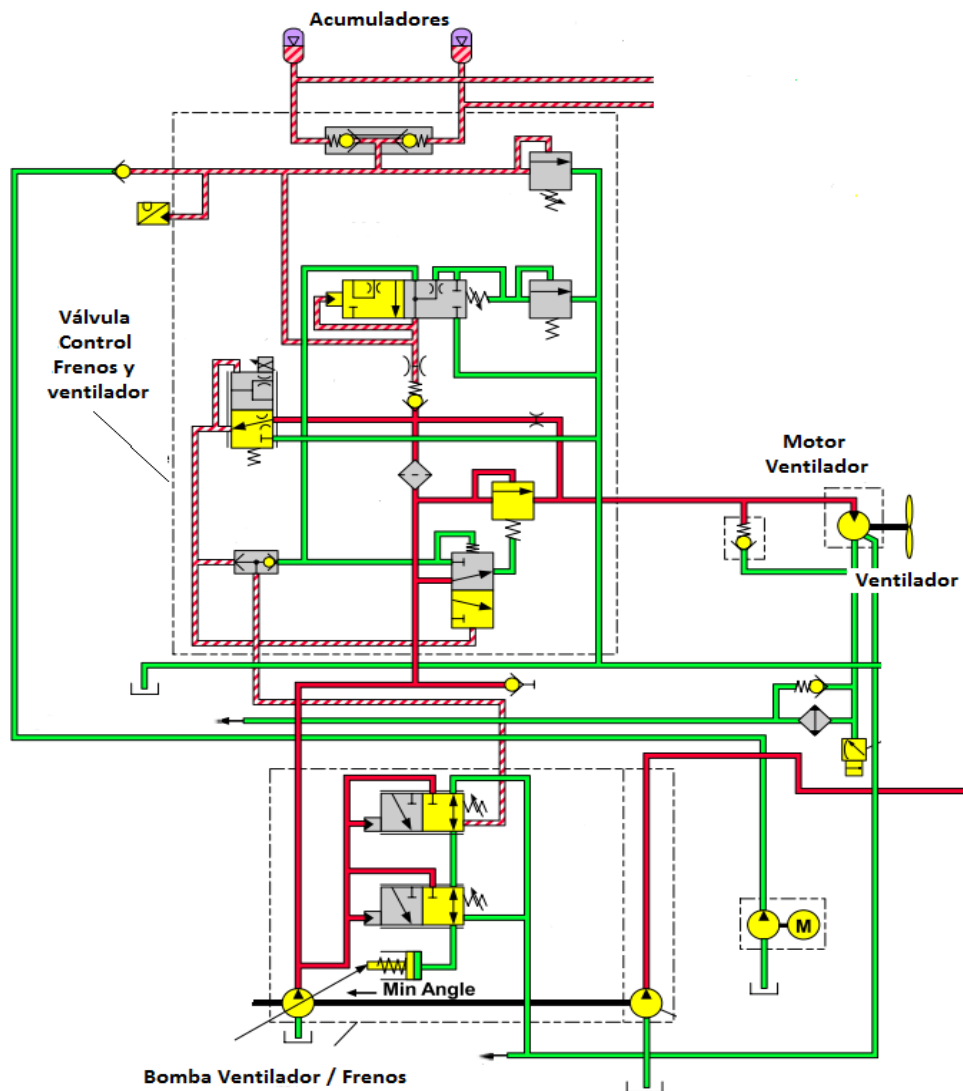 Acumuladores
Válvula
Control
Frenos y
ventilador
Motor
Ventilador
Ventilador
M
Min Angle
Bomba Ventilador / Frenos